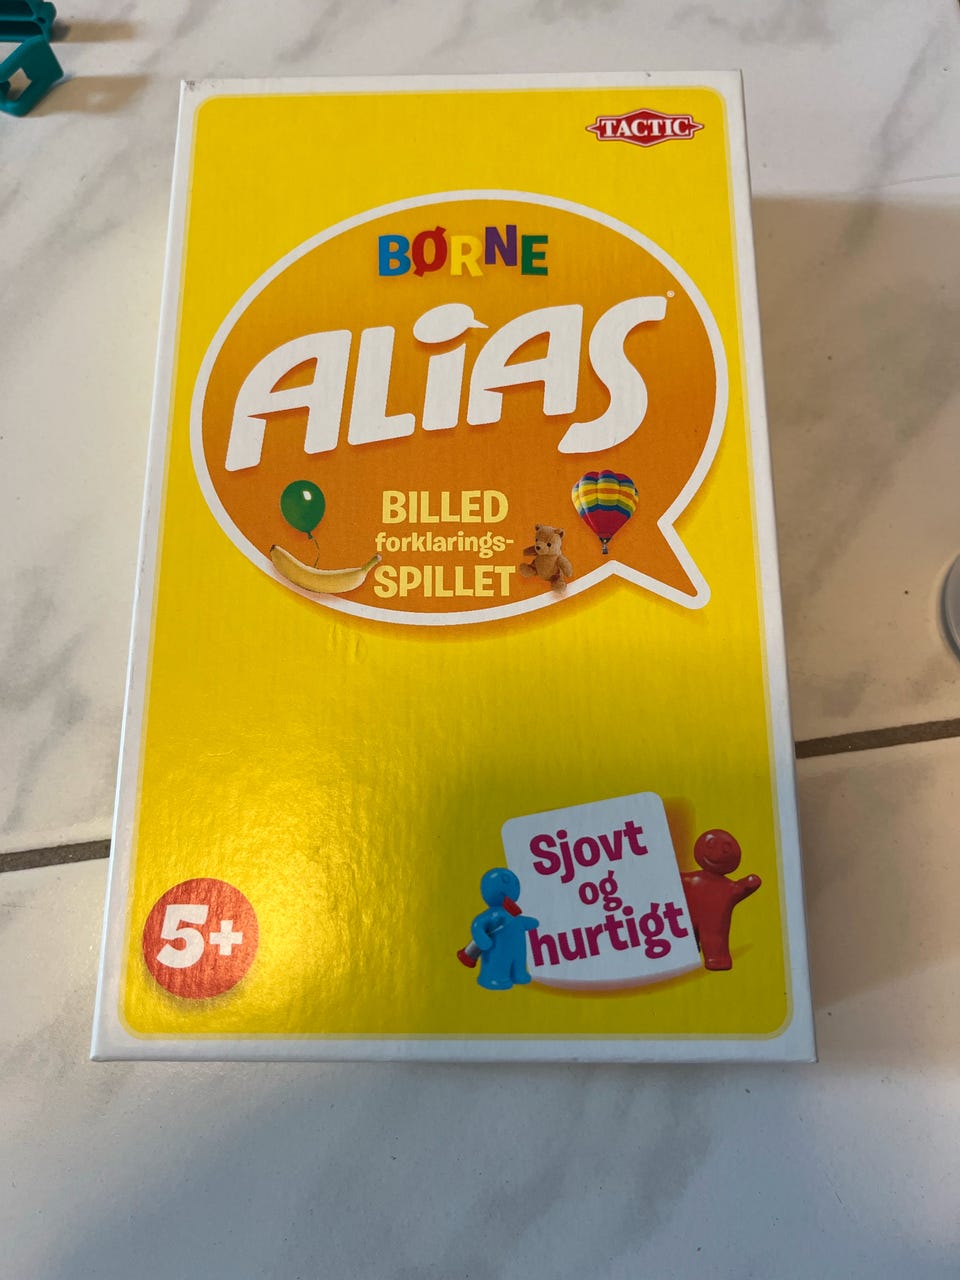 TACTIC
BØRNE
ALiAS®
BILLED
forklarings-
SPILLET
Sjovt
og
hurtigt
5+